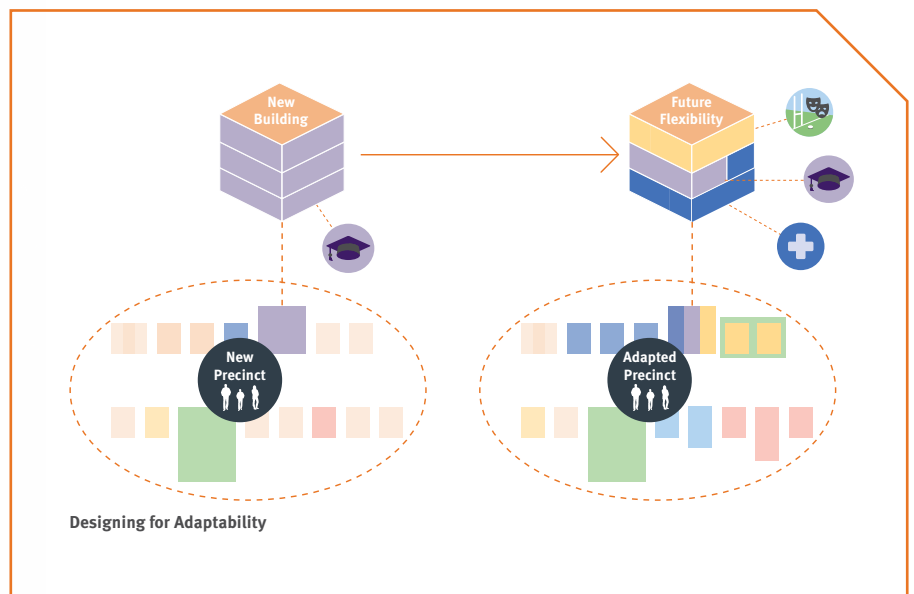 New
Building
Future
Flexibility
New
Precinct
Adapted
Precinct
Designing for Adaptability